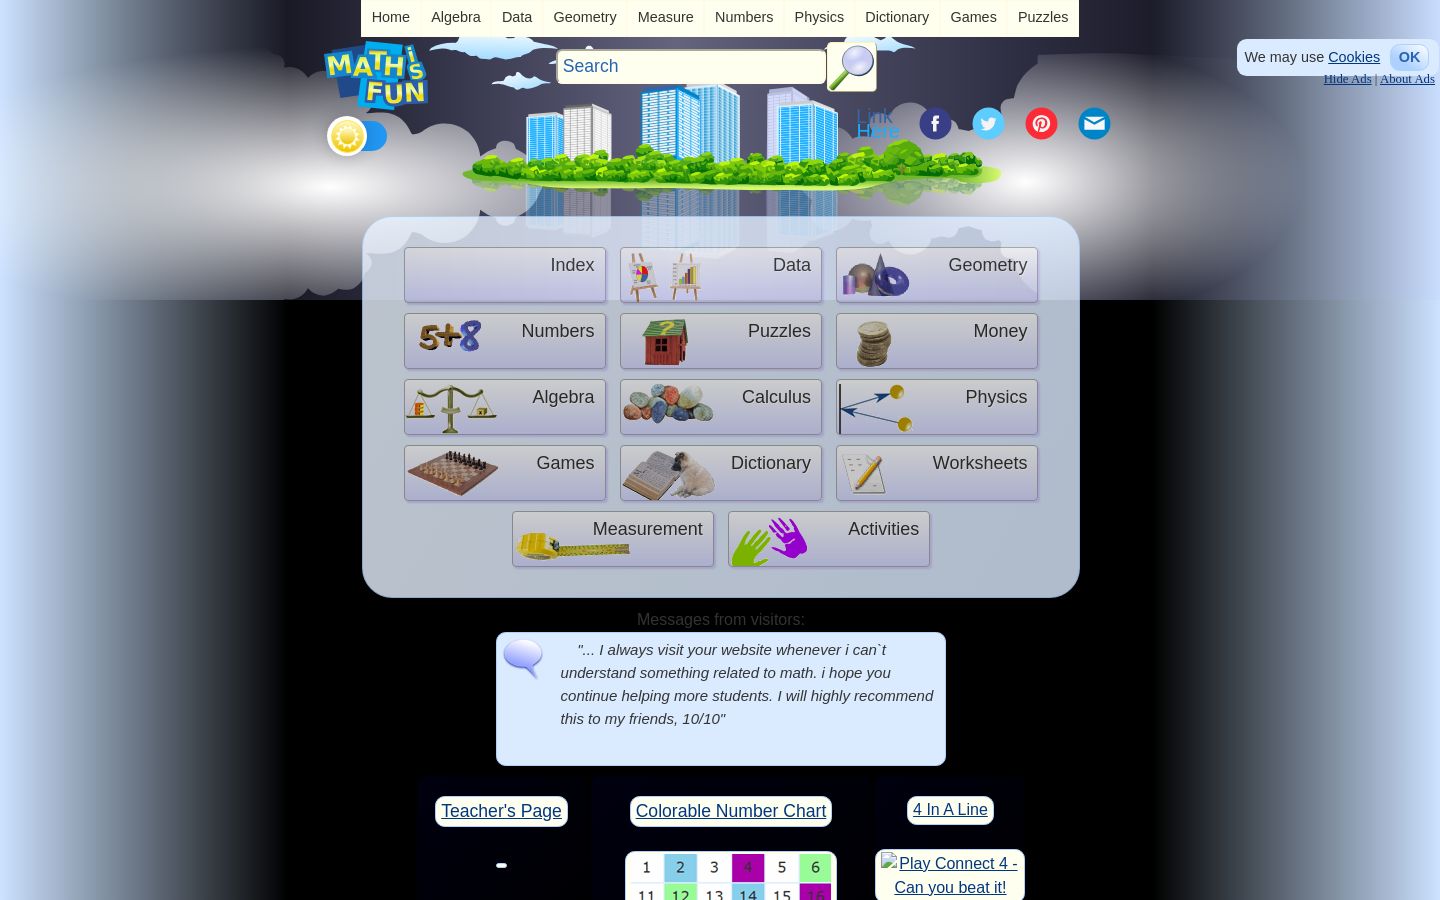 Home Algebra Data Geometry Measure Numbers Physics Dictionary Games Puzzles
MATH iS FUN
Search
We may use Cookies OK
Hide Ads | About Ads
Link
Here
Index Data Geometry
5+8 Numbers ? Puzzles Money
Algebra Calculus Physics
Games Dictionary Worksheets
Measurement Activities
Messages from visitors:
"... I always visit your website whenever i can`t
understand something related to math. i hope you
continue helping more students. I will highly recommend
this to my friends, 10/10"
Teacher's Page Colorable Number Chart 4 In A Line
1 2 3 4 5 6
11 12 13 14 15 16
Play Connect 4 -
Can you beat it!